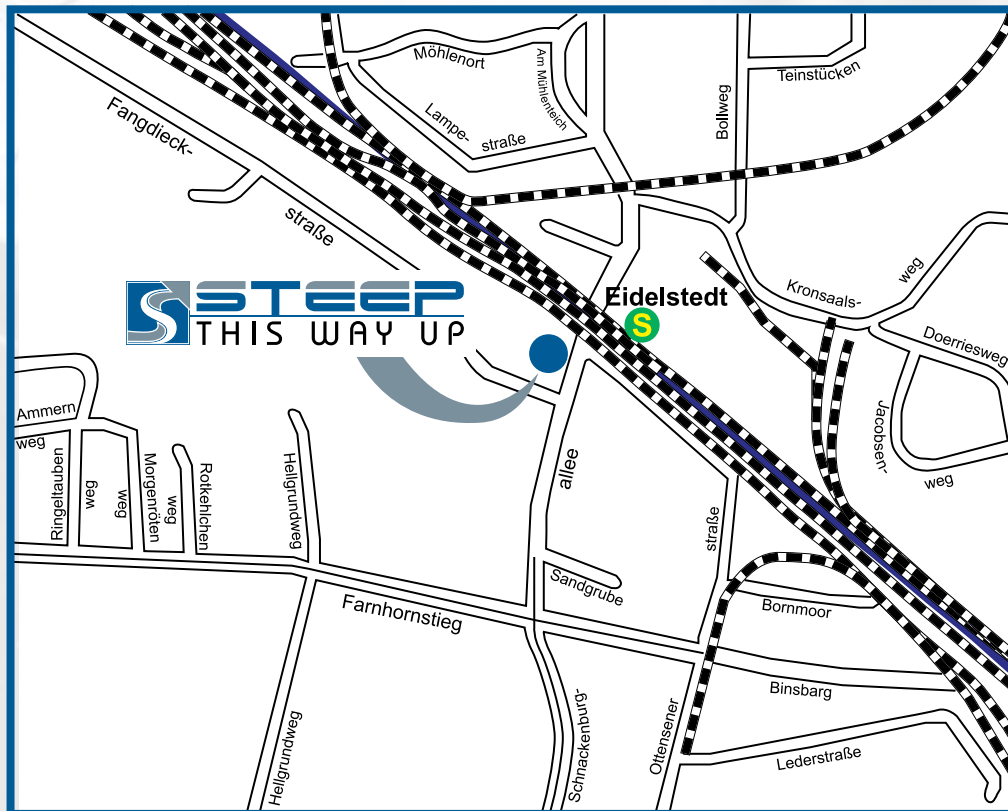 Möhlenort
Am Mühlenteich
Teinstücken
Bollweg
Lampe-
straße
Fangdieck-
straße
Eidelstedt
S
Kronsaals-
weg
Doerriesweg
STEEP
THIS WAY UP
Jacobsen-
weg
Ammern
weg
Ringeltauben
weg
Morgenröten
weg
Rotkehlchen
weg
Hellgrundweg
allee
straße
Sandgrube
Bornmoor
Farnhornstieg
Binsbarg
Hellgrundweg
Schnackenburg-
Ottensener
Lederstraße